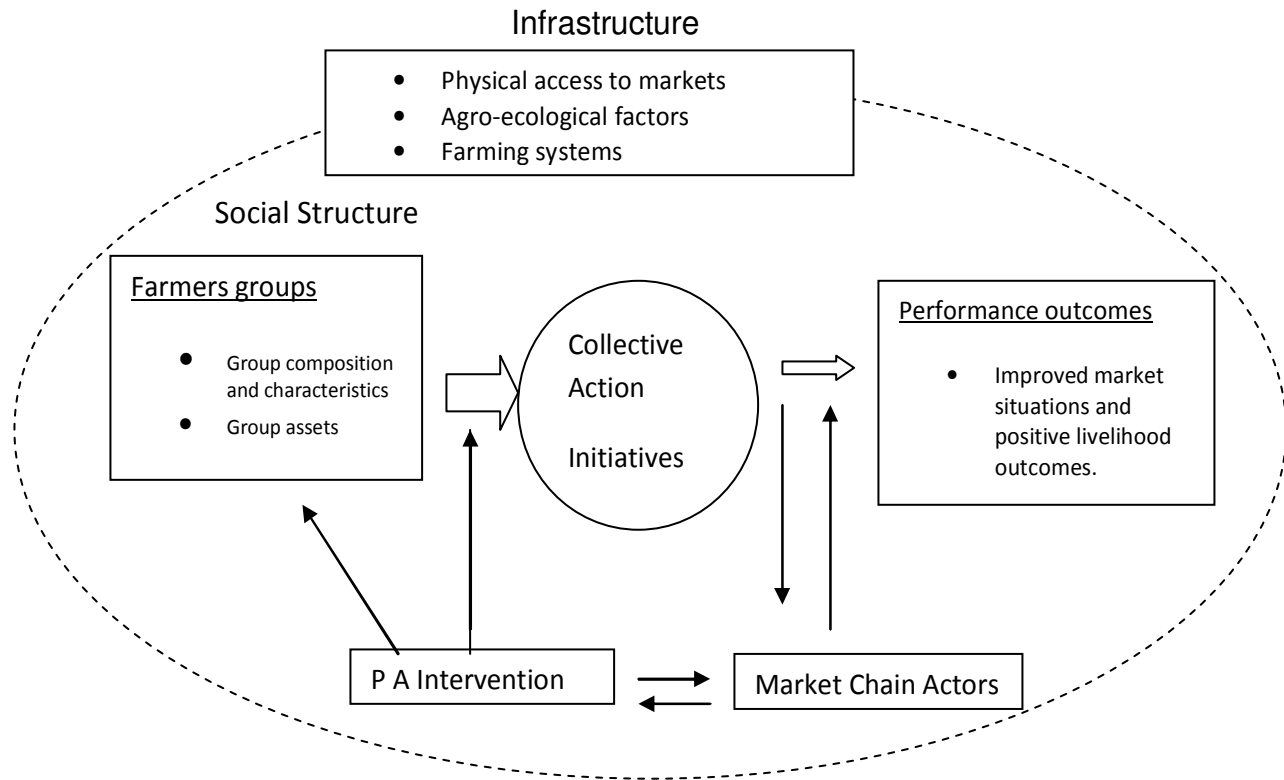 Infrastructure
• Physical access to markets
• Agro-ecological factors
• Farming systems
Social Structure
Farmers groups
• Group composition
and characteristics
• Group assets
Collective
Action
Initiatives
Performance outcomes
• Improved market
situations and
positive livelihood
outcomes.
P A Intervention
Market Chain Actors